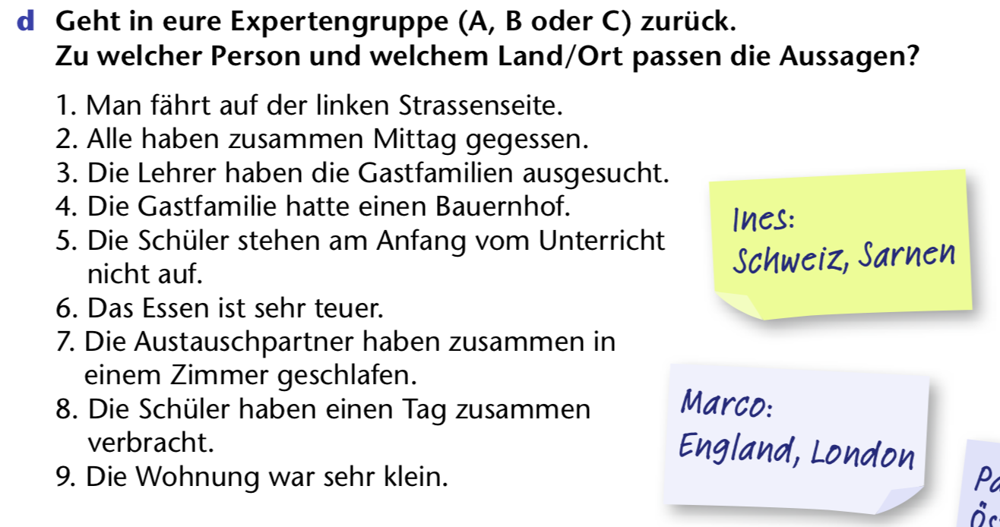 d Geht in eure Expertengruppe (A, B oder C) zurück.
Zu welcher Person und welchem Land/Ort passen die Aussagen?
1. Man fährt auf der linken Strassenseite.
2. Alle haben zusammen Mittag gegessen.
3. Die Lehrer haben die Gastfamilien ausgesucht.
4. Die Gastfamilie hatte einen Bauernhof.
5. Die Schüler stehen am Anfang vom Unterricht
nicht auf.
6. Das Essen ist sehr teuer.
7. Die Austauschpartner haben zusammen in
einem Zimmer geschlafen.
8. Die Schüler haben einen Tag zusammen
verbracht.
9. Die Wohnung war sehr klein.
Ines:
Schweiz, Sarnen
Marco:
England, London